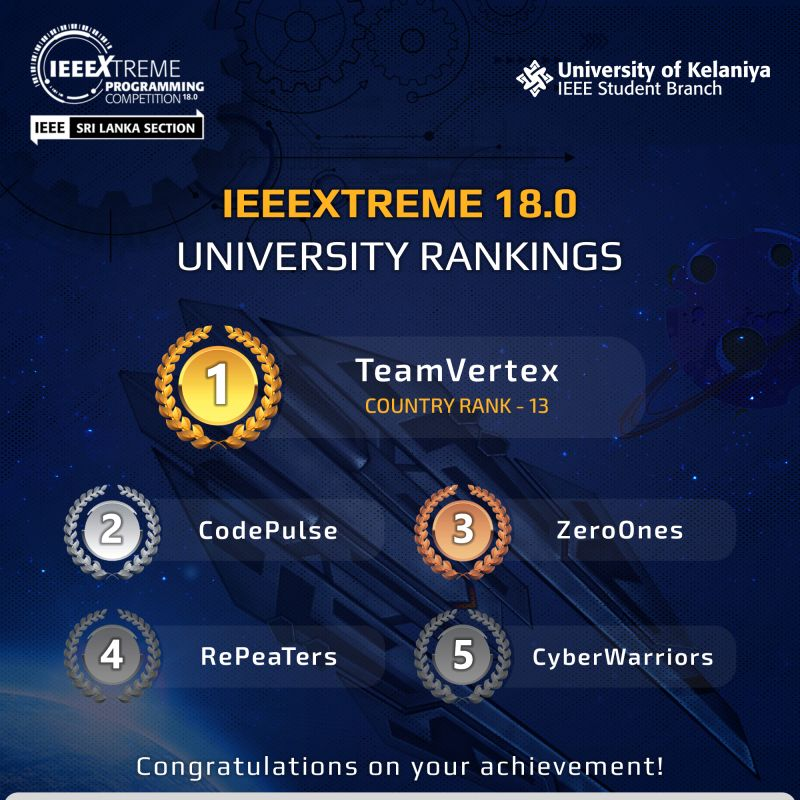 IEEEXTREME
PROGRAMMING
COMPETITION 18.0
IEEE SRI LANKA SECTION
University of Kelaniya
IEEE Student Branch
IEEEXTREME 18.0
UNIVERSITY RANKINGS
1
TeamVertex
COUNTRY RANK - 13
2 CodePulse
3 ZeroOnes
4 RePeaTers
5 CyberWarriors
Congratulations on your achievement!